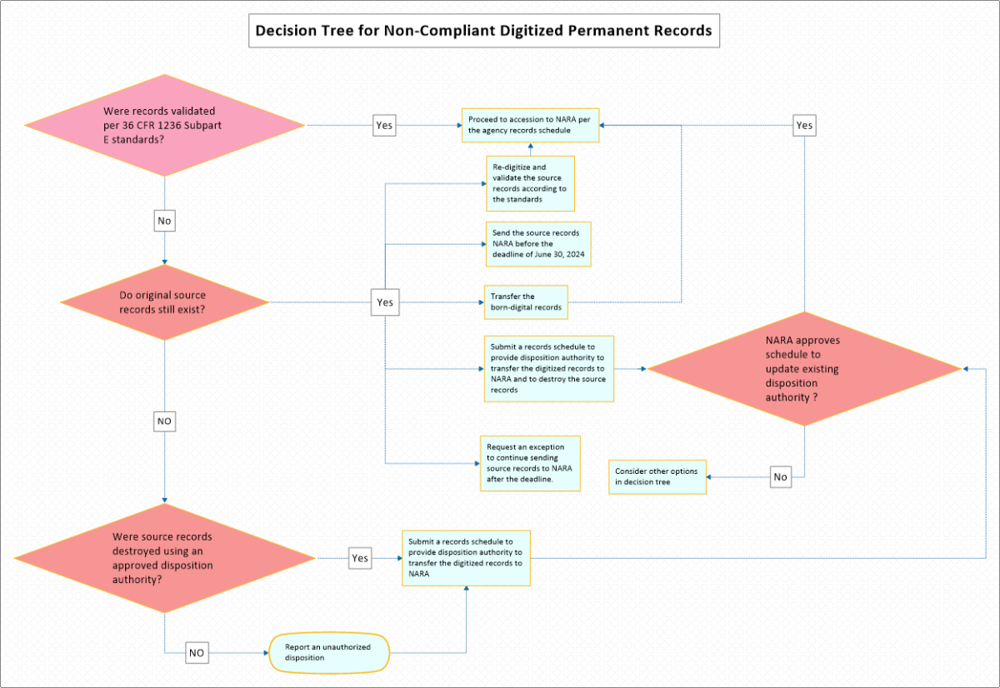 Decision Tree for Non-Compliant Digitized Permanent Records
Were records validated
per 36 CFR 1236 Subpart
E standards?
Yes
Proceed to accession to NARA per
the agency records schedule
Yes
Re-digitize and
validate the source
records according to
the standards
No
Send the source records
NARA before the
deadline of June 30, 2024
Do original source
records still exist?
Yes
Transfer the
born-digital records
Submit a records schedule to
provide disposition authority to
transfer the digitized records to
NARA and to destroy the source
records
NARA approves
schedule to
update existing
disposition
authority ?
NO
Request an exception
to continue sending
source records to NARA
after the deadline.
Consider other options
in decision tree
No
Were source records
destroyed using an
approved disposition
authority?
Yes
Submit a records schedule to
provide disposition authority to
transfer the digitized records to
NARA
NO
Report an unauthorized
disposition